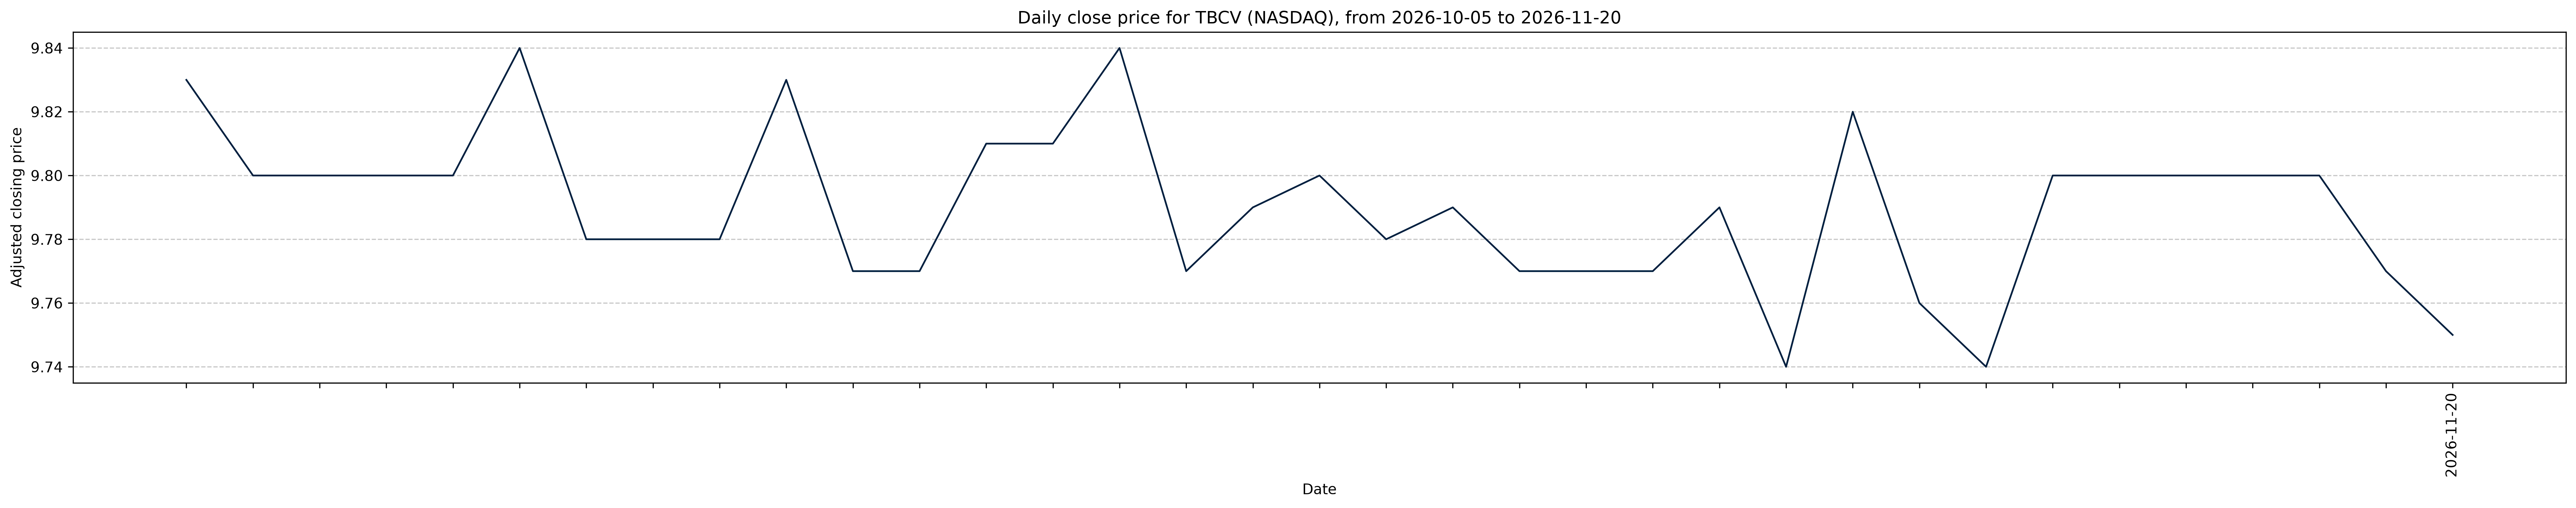 Daily close price for TBCV (NASDAQ), from 2026-10-05 to 2026-11-20
Adjusted closing price
9.84
9.82
9.80
9.78
9.76
9.74
2026-11-20
Date